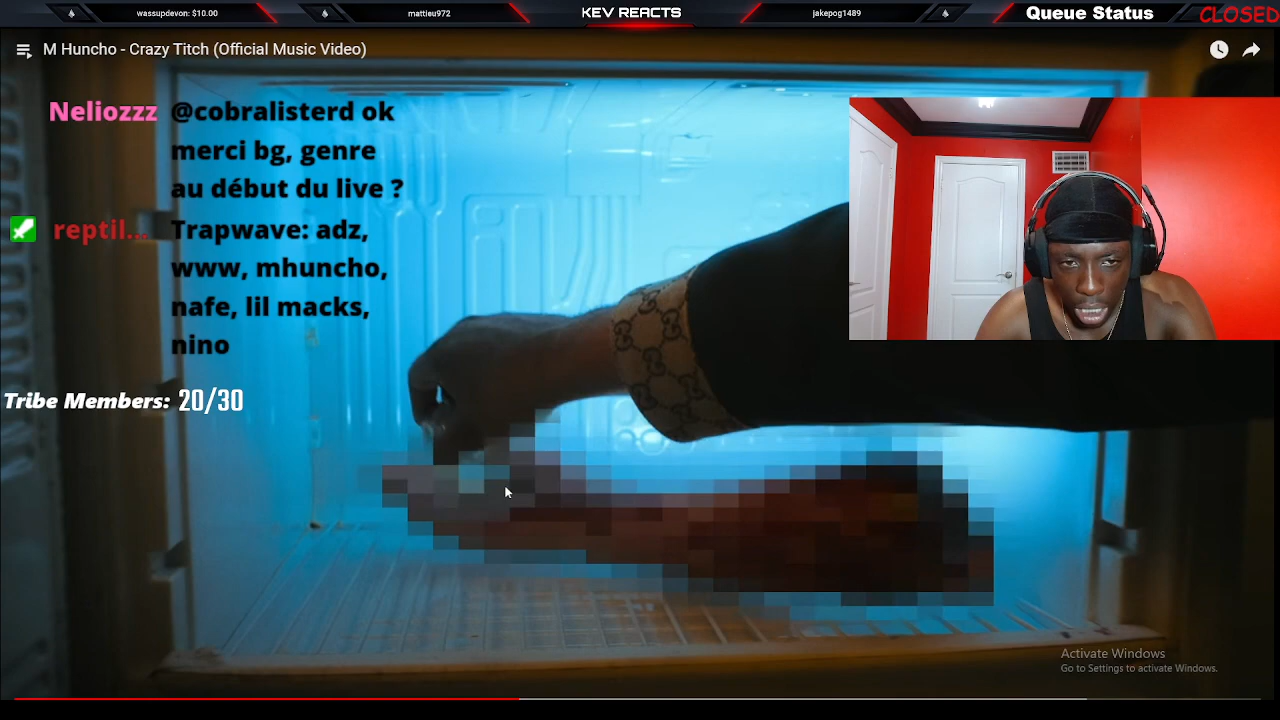 wassupdevon: $10.00
mattieu972
KEV REACTS
jakepog1489
Queue Status
CLOSED
M Huncho - Crazy Titch (Official Music Video)
Neliozzz @cobralisterd ok
merci bg, genre
au début du live ?
reptil... Trapwave: adz,
www, mhuncho,
nafe, lil macks,
nino
Tribe Members: 20/30
Activate Windows
Go to Settings to activate Windows.